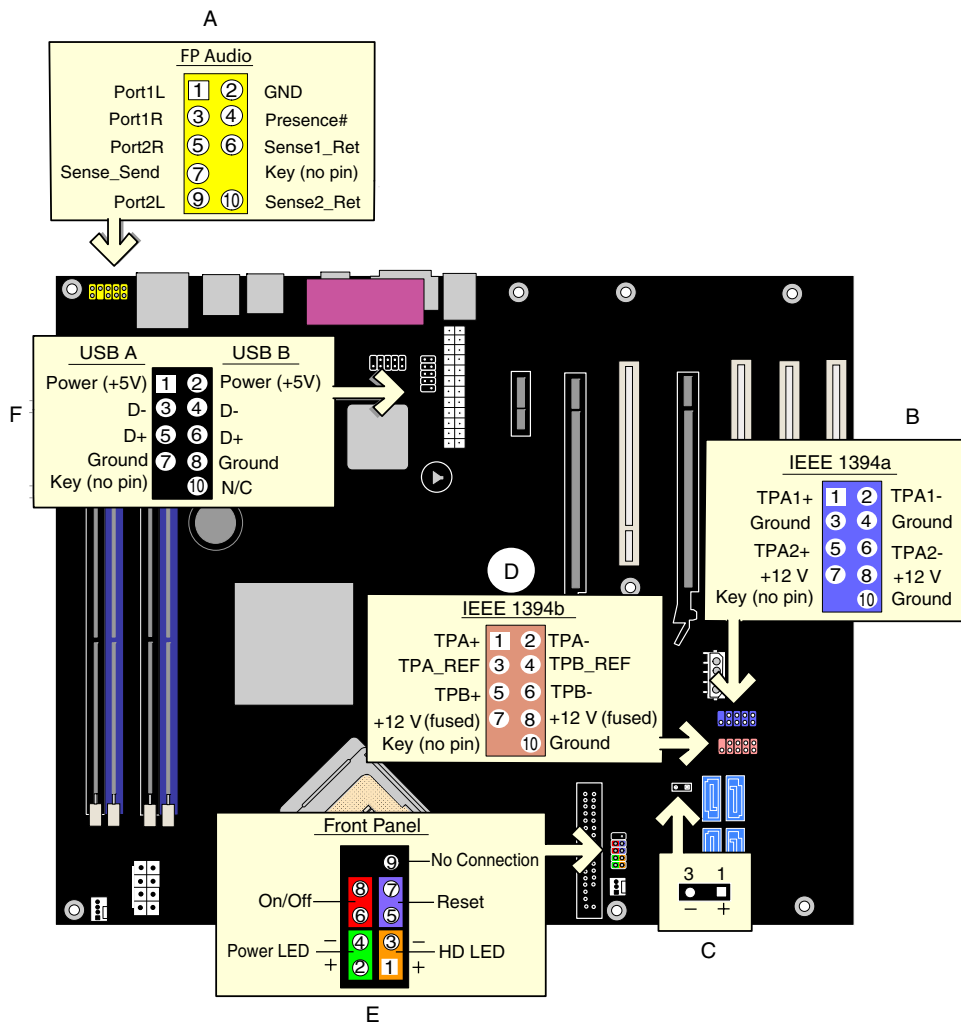 A
FP Audio
Port1L 1 2 GND
Port1R 3 4 Presence#
Port2R 5 6 Sense1_Ret
Sense_Send 7 Key (no pin)
Port2L 9 10 Sense2_Ret
F
USB A USB B
Power (+5V) 1 2 Power (+5V)
D- 3 4 D-
D+ 5 6 D+
Ground 7 8 Ground
Key (no pin) 10 N/C
B
IEEE 1394a
TPA1+ 1 2 TPA1-
Ground 3 4 Ground
TPA2+ 5 6 TPA2-
+12 V 7 8 +12 V
Key (no pin) 10 Ground
D
IEEE 1394b
TPA+ 1 2 TPA-
TPA_REF 3 4 TPB_REF
TPB+ 5 6 TPB-
+12 V (fused) 7 8 +12 V (fused)
Key (no pin) 10 Ground
Front Panel
9 No Connection
On/Off 8 7 Reset
6 5
Power LED - 4 3 - HD LED
+ 2 1 +
E
3 1
- +
C